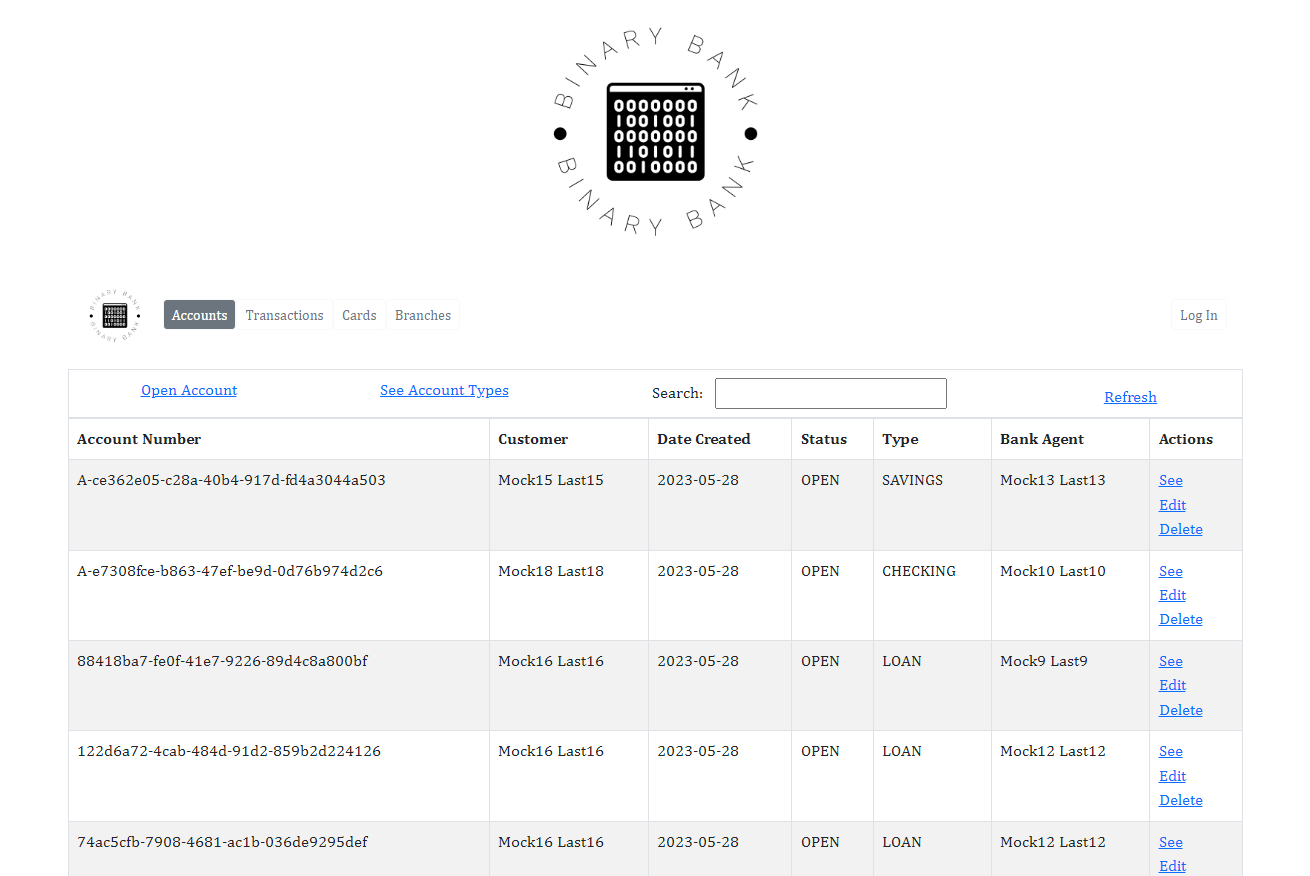 BINARY BANK
0000000
1001001
0000000
1101011
0010000
BINARY BANK
BINARY BANK
BINARY BANK
Accounts Transactions Cards Branches Log In
Open Account See Account Types Search: Refresh
Account Number Customer Date Created Status Type Bank Agent Actions
A-ce362e05-c28a-40b4-917d-fd4a3044a503 Mock15 Last15 2023-05-28 OPEN SAVINGS Mock13 Last13 See
Edit
Delete
A-e7308fce-b863-47ef-be9d-0d76b974d2c6 Mock18 Last18 2023-05-28 OPEN CHECKING Mock10 Last10 See
Edit
Delete
88418ba7-fe0f-41e7-9226-89d4c8a800bf Mock16 Last16 2023-05-28 OPEN LOAN Mock9 Last9 See
Edit
Delete
122d6a72-4cab-484d-91d2-859b2d224126 Mock16 Last16 2023-05-28 OPEN LOAN Mock12 Last12 See
Edit
Delete
74ac5cfb-7908-4681-ac1b-036de9295def Mock16 Last16 2023-05-28 OPEN LOAN Mock12 Last12 See
Edit